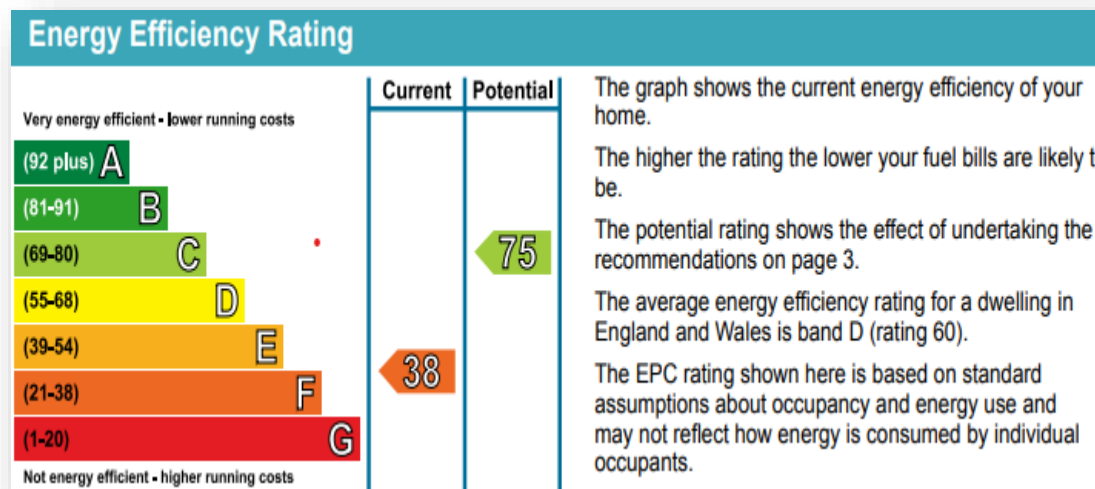 Energy Efficiency Rating
Current Potential
Very energy efficient - lower running costs
(92 plus) A
(81-91) B
(69-80) C
75
(55-68) D
(39-54) E
38
(21-38) F
(1-20) G
Not energy efficient - higher running costs
The graph shows the current energy efficiency of your
home.
The higher the rating the lower your fuel bills are likely t
be.
The potential rating shows the effect of undertaking the
recommendations on page 3.
The average energy efficiency rating for a dwelling in
England and Wales is band D (rating 60).
The EPC rating shown here is based on standard
assumptions about occupancy and energy use and
may not reflect how energy is consumed by individual
occupants.